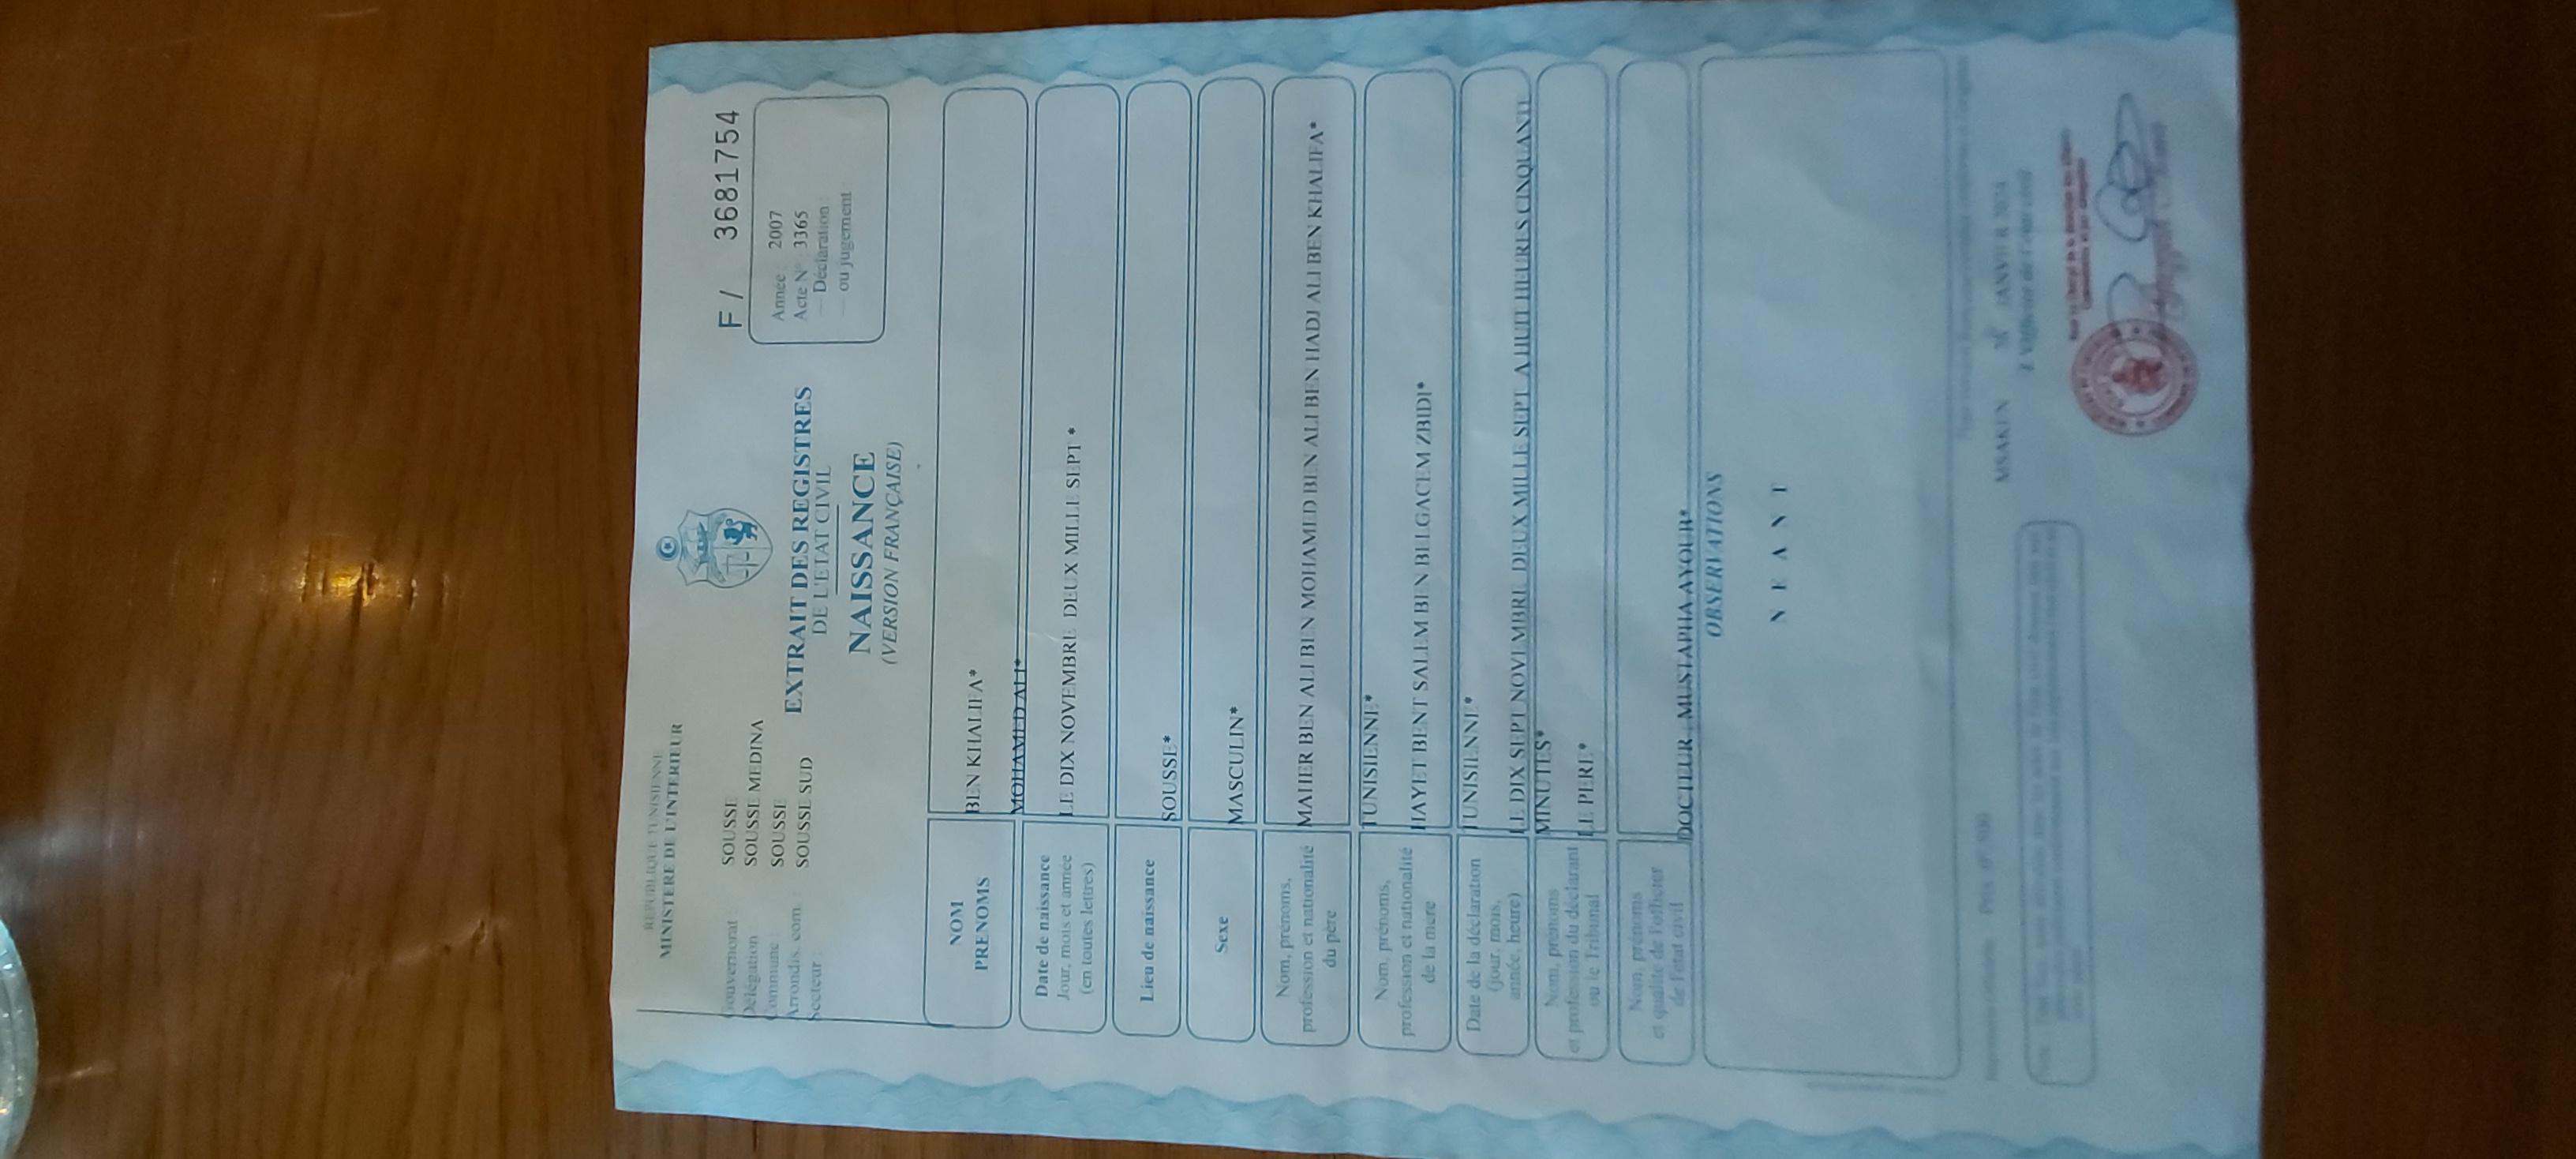 REPUBLIQUE TUNISIENNE
MINISTERE DE L'INTERIEUR
F / 36817​54
Gouvernorat SOUSSE
Délégation : SOUSSE MEDINA
Commune : SOUSSE
Arrondis. com. : SOUSSE SUD
Secteur :
EXTRAIT DES REGISTRES
DE L'ETAT CIVIL
NAISSANCE
(VERSION FRANÇAISE)
Année : 2007
Acte N° : 3365
— Déclaration :
— ou jugement :
NOM
PRENOMS
BEN KHALIFA*
MOHAMED ALI*
Date de naissance
Jour, mois et année
(en toutes lettres)
LE DIX NOVEMBRE DEUX MILLE SEPT *
Lieu de naissance
SOUSSE*
Sexe
MASCULIN*
Nom, prénoms,
profession et nationalité
du père
MAHER BEN ALI BEN MOHAMED BEN ALI BEN HADJ ALI BEN KHALIFA*
TUNISIENNE*
Nom, prénoms,
profession et nationalité
de la mère
HAYET BENT SALEM BEN BELGACEM ZBIDI*
TUNISIENNE*
Date de la déclaration
(jour, mois,
année, heure)
LE DIX SEPT NOVEMBRE DEUX MILLE SEPT A HUIT HEURES CINQUANTE
MINUTES*
Nom, prénoms
et profession du déclarant
ou le Tribunal
LE PERE*
Nom, prénoms
et qualité de l'officier
de l'état civil
DOCTEUR : MUSTAPHA AYOUB*
OBSERVATIONS
N E A N T
MSAKEN JANVIER 2024
L'Officier de l'état civil